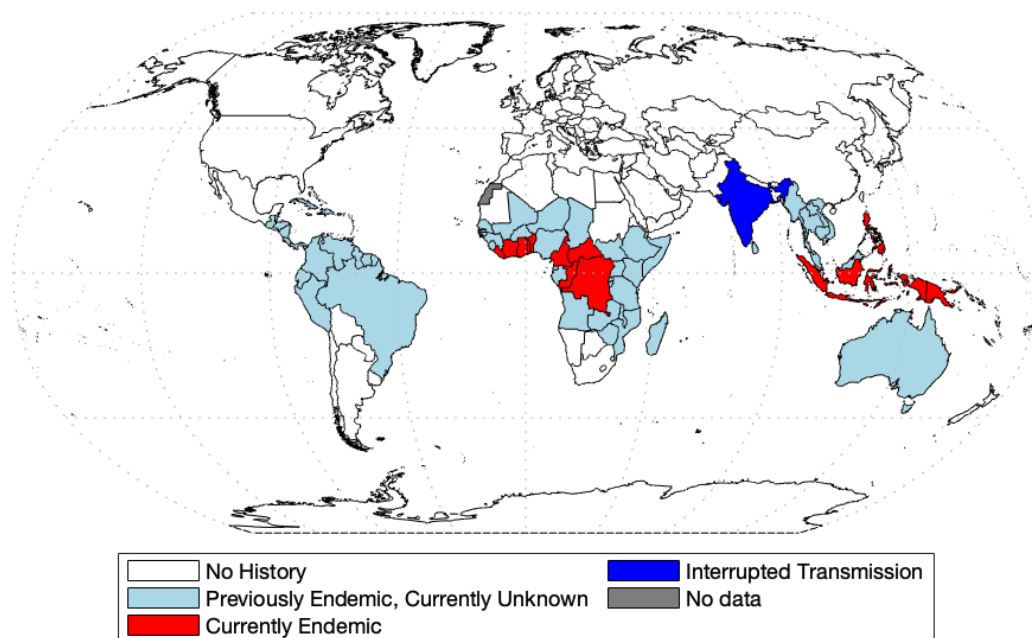 No History
Previously Endemic, Currently Unknown
Currently Endemic
Interrupted Transmission
No data